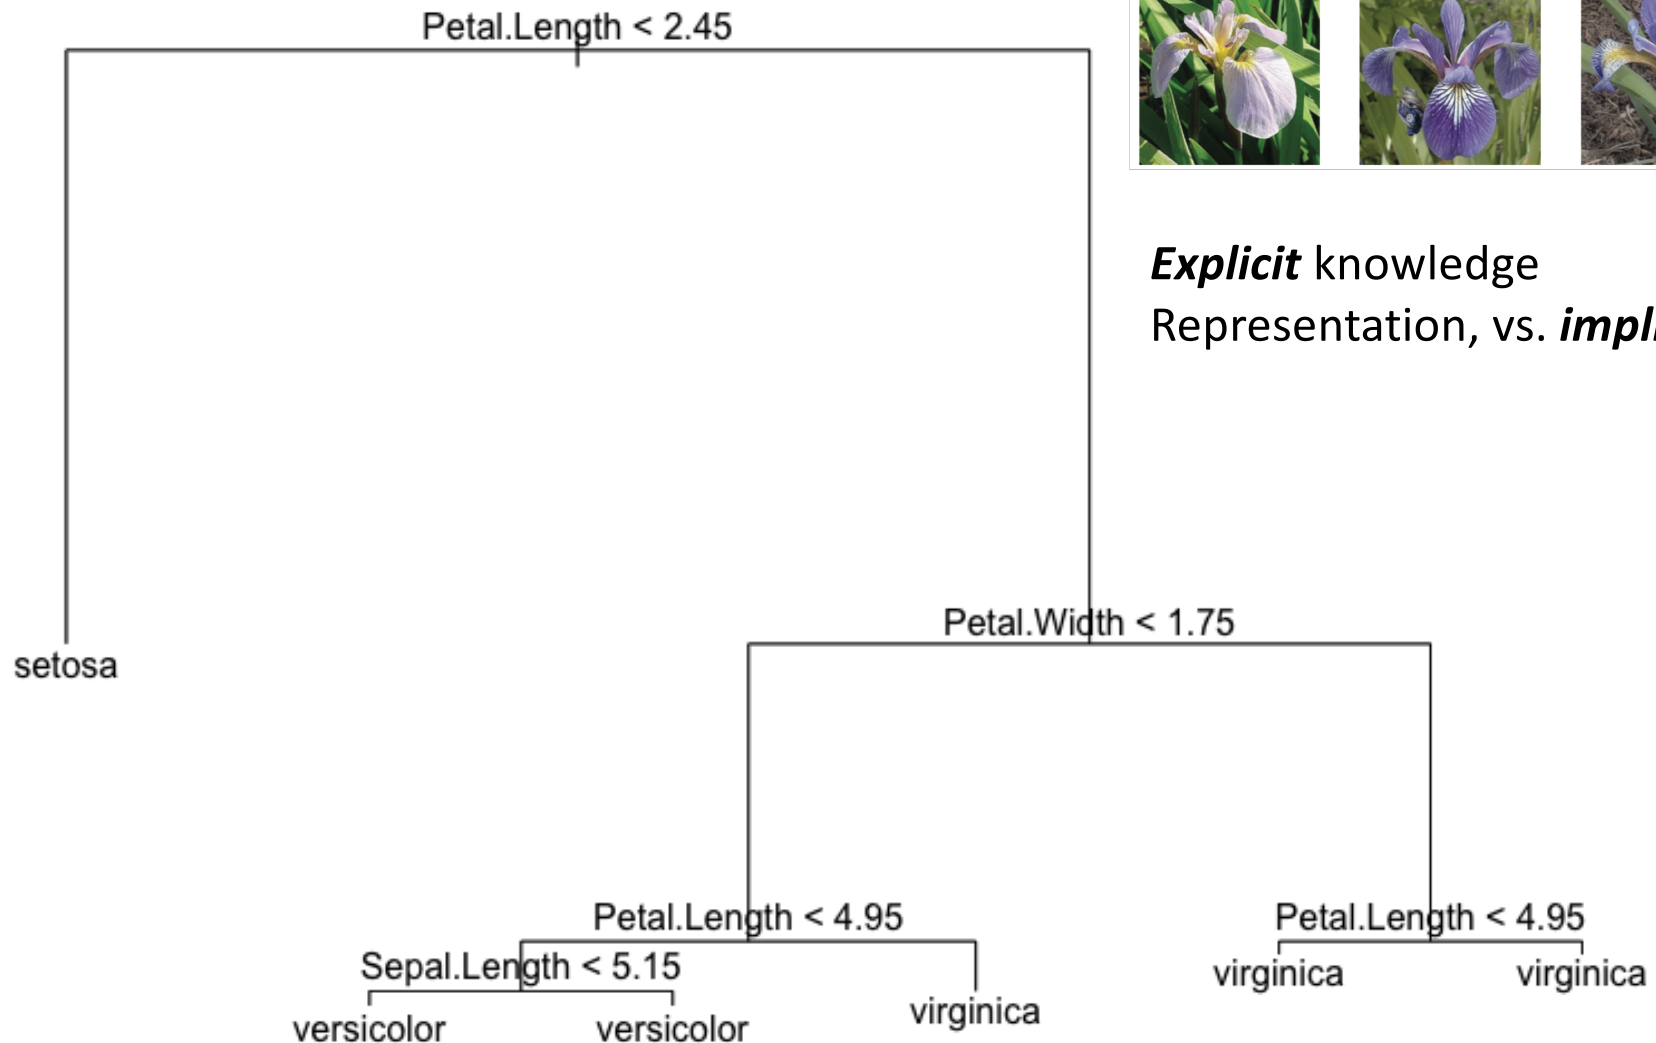 Petal.Length < 2.45
Explicit knowledge
Representation, vs.
Petal.Width < 1.75
setosa
Petal.Length < 4.95
Petal.Length < 4.95
Sepal.Length < 5.15
virginica
virginica
virginica
versicolor
versicolor